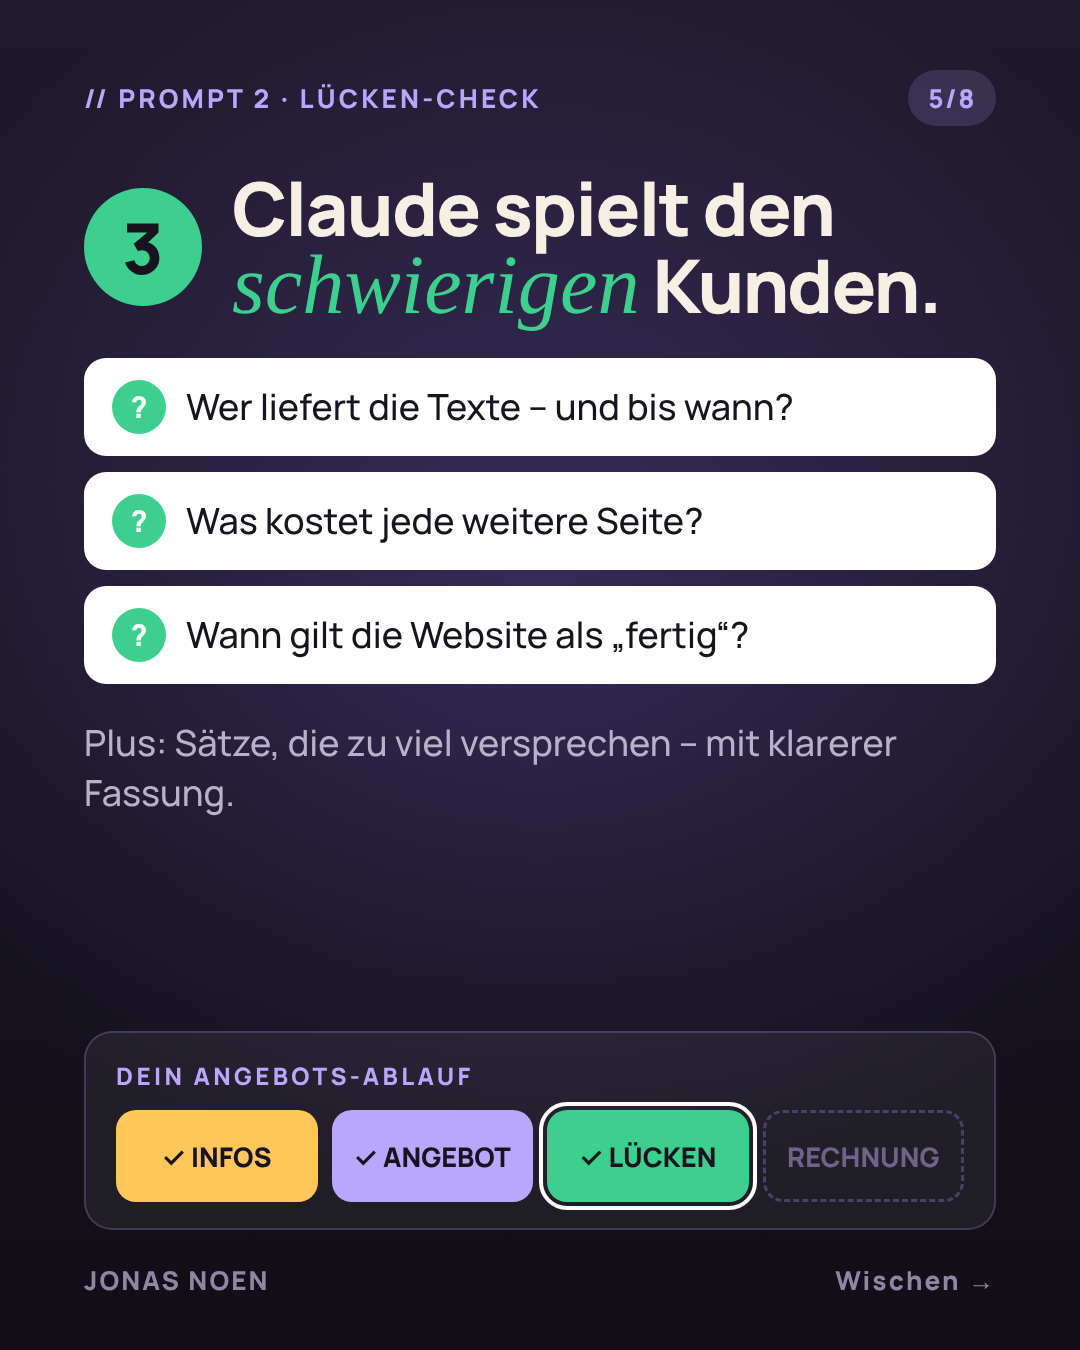 // PROMPT 2 · LÜCKEN-CHECK
5/8
3
Claude spielt den
schwierigen Kunden.
? Wer liefert die Texte – und bis wann?
? Was kostet jede weitere Seite?
? Wann gilt die Website als „fertig“?
Plus: Sätze, die zu viel versprechen – mit klarerer
Fassung.
DEIN ANGEBOTS-ABLAUF
✓ INFOS ✓ ANGEBOT ✓ LÜCKEN RECHNUNG
JONAS NOEN
Wischen →